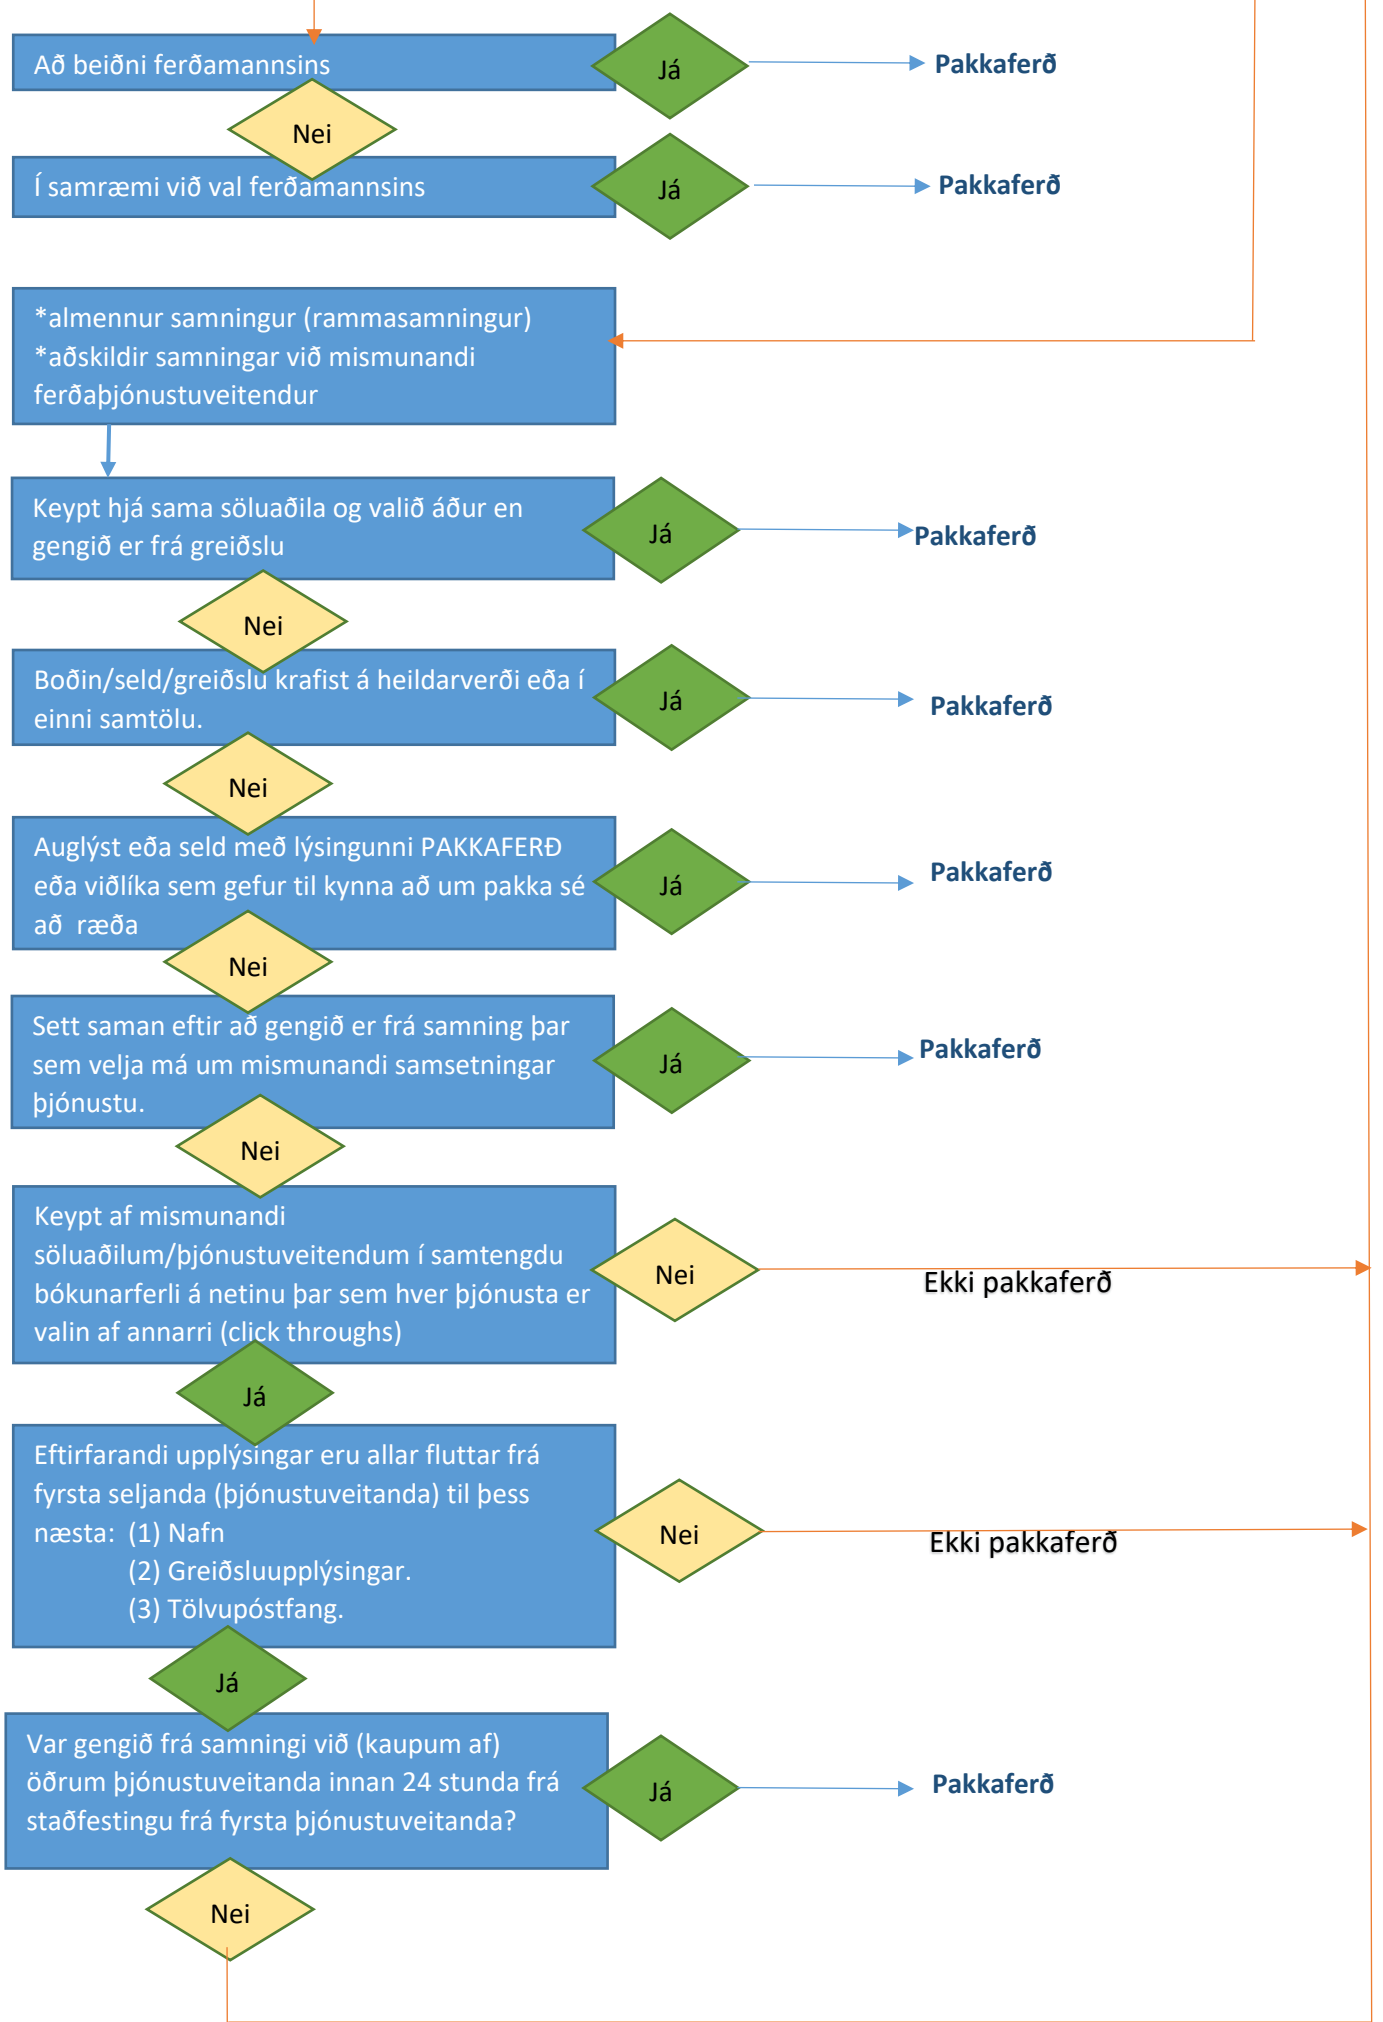 Að beiðni ferðamannsins
Já
Pakkaferð
Nei
Í samræmi við val ferðamannsins
Já
Pakkaferð
*almennur samningur (rammasamningur)
*aðskildir samningar við mismunandi
ferðaþjónustuveitendur
Keypt hjá sama söluaðila og valið áður en
gengið er frá greiðslu
Já
Pakkaferð
Nei
Boðin/seld/greiðslu krafist á heildarverði eða í
einni samtölu.
Já
Pakkaferð
Nei
Auglýst eða seld með lýsingunni PAKKAFERÐ
eða viðlíka sem gefur til kynna að um pakka sé
að  ræða
Já
Pakkaferð
Nei
Sett saman eftir að gengið er frá samning þar
sem velja má um mismunandi samsetningar
þjónustu.
Já
Pakkaferð
Nei
Keypt af mismunandi
söluaðilum/þjónustuveitendum í samtengdu
bókunarferli á netinu þar sem hver þjónusta er
valin af annarri (click throughs)
Nei
Ekki pakkaferð
Já
Eftirfarandi upplýsingar eru allar fluttar frá
fyrsta seljanda (þjónustuveitanda) til þess
næsta:  (1) Nafn
(2) Greiðsluupplýsingar.
(3) Tölvupóstfang.
Nei
Ekki pakkaferð
Já
Var gengið frá samningi við (kaupum af)
öðrum þjónustuveitanda innan 24 stunda frá
staðfestingu frá fyrsta þjónustuveitanda?
Já
Pakkaferð
Nei